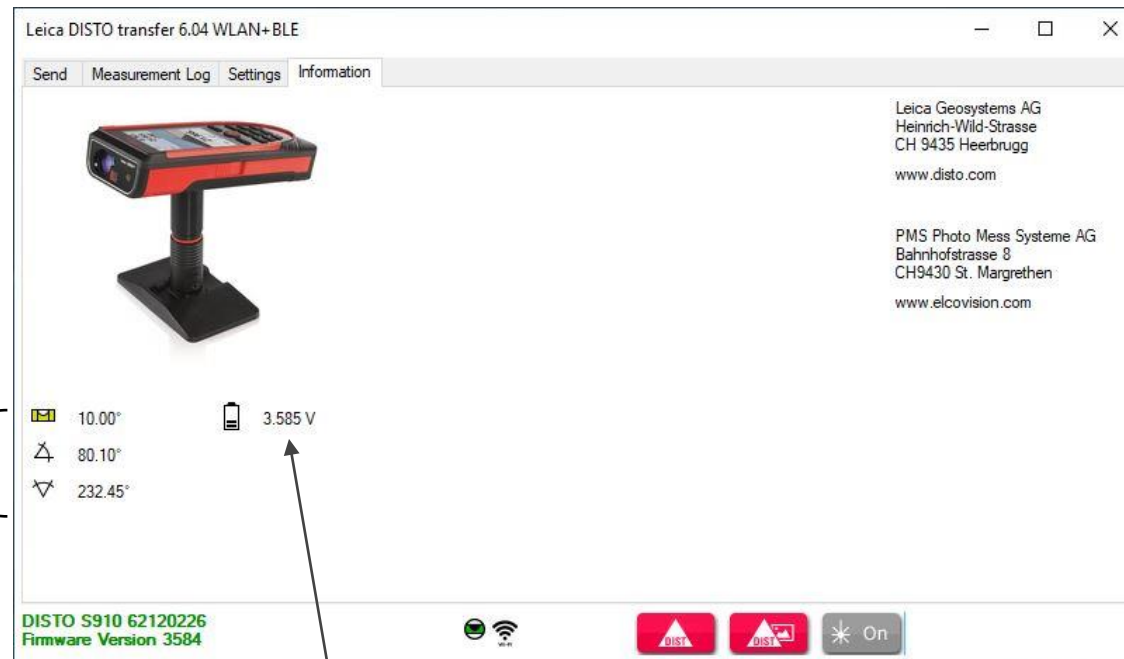 Leica DISTO transfer 6.04 WLAN+BLE
Send Measurement Log Settings Information
Leica Geosystems AG
Heinrich-Wild-Strasse
CH 9435 Heerbrugg
www.disto.com
PMS Photo Mess Systeme AG
Bahnhofstrasse 8
CH9430 St. Margrethen
www.elcovision.com
10.00° 3.585 V
80.10°
232.45°
DISTO S910 62120226
Firmware Version 3584
DIST DIST On